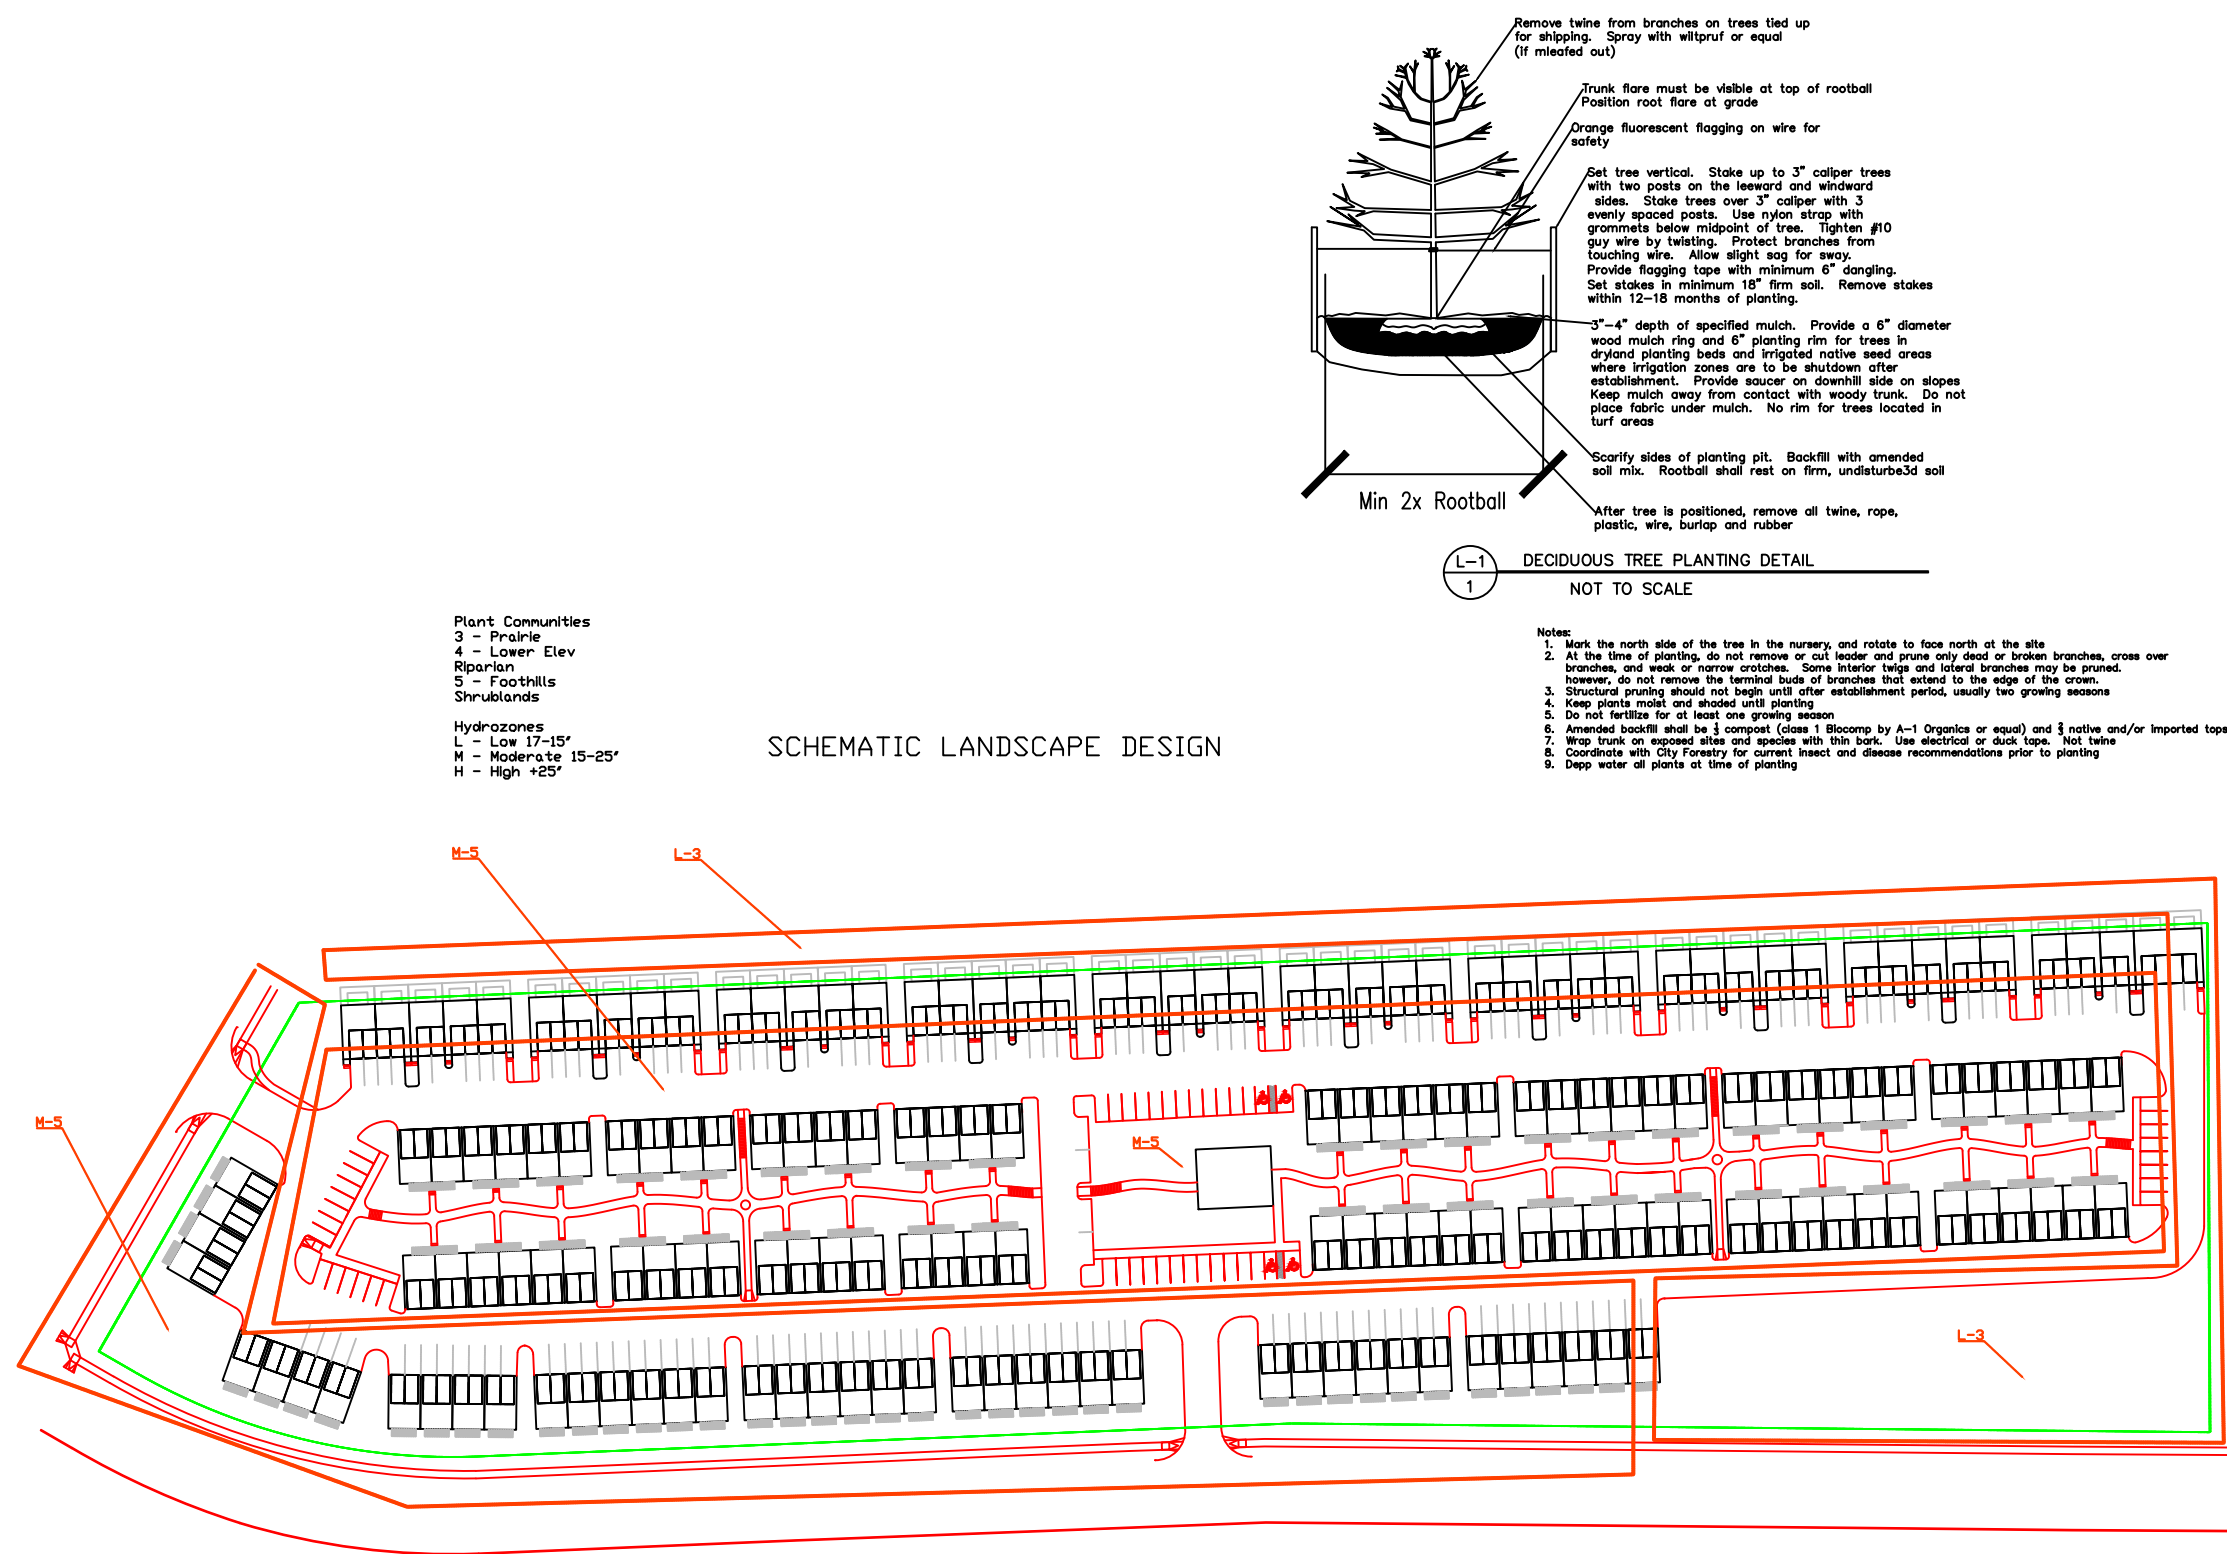 Remove twine from branches on trees tied up
for shipping.  Spray with wiltpruf or equal
(if mleafed out)
Trunk flare must be visible at top of rootball
Position root flare at grade
Orange fluorescent flagging on wire for
safety
Set tree vertical.  Stake up to 3" caliper trees
with two posts on the leeward and windward
sides.  Stake trees over 3" caliper with 3
evenly spaced posts.  Use nylon strap with
grommets below midpoint of tree.  Tighten #10
guy wire by twisting.  Protect branches from
touching wire.  Allow slight sag for sway.
Provide flagging tape with minimum 6" dangling.
Set stakes in minimum 18" firm soil.  Remove stakes
within 12-18 months of planting.
3"-4" depth of specified mulch.  Provide a 6" diameter
wood mulch ring and 6" planting rim for trees in
dryland planting beds and irrigated native seed areas
where irrigation zones are to be shutdown after
establishment.  Provide saucer on downhill side on slopes
Keep mulch away from contact with woody trunk.  Do not
place fabric under mulch.  No rim for trees located in
turf areas
Scarify sides of planting pit.  Backfill with amended
soil mix.  Rootball shall rest on firm, undisturbe3d soil
Min 2x Rootball
After tree is positioned, remove all twine, rope,
plastic, wire, burlap and rubber
L-1
1
DECIDUOUS TREE PLANTING DETAIL
NOT TO SCALE
Plant Communities
3 - Prairie
4 - Lower Elev
Riparian
5 - Foothills
Shrublands
Hydrozones
L - Low 17-15"
M - Moderate 15-25"
H - High +25"
SCHEMATIC LANDSCAPE DESIGN
Notes:
1.  Mark the north side of the tree in the nursery, and rotate to face north at the site
2.  At the time of planting, do not remove or cut leader and prune only dead or broken branches, cross over
branches, and weak or narrow crotches.  Some interior twigs and lateral branches may be pruned.
however, do not remove the terminal buds of branches that extend to the edge of the crown.
3.  Structural pruning should not begin until after establishment period, usually two growing seasons
4.  Keep plants moist and shaded until planting
5.  Do not fertilize for at least one growing season
6.  Amended backfill shall be ⅓ compost (class 1 Biocomp by A-1 Organics or equal) and ⅔ native and/or imported tops
7.  Wrap trunk on exposed sites and species with thin bark.  Use electrical or duck tape.  Not twine
8.  Coordinate with City Forestry for current insect and disease recommendations prior to planting
9.  Depp water all plants at time of planting
M-5
L-3
M-5
M-5
L-3